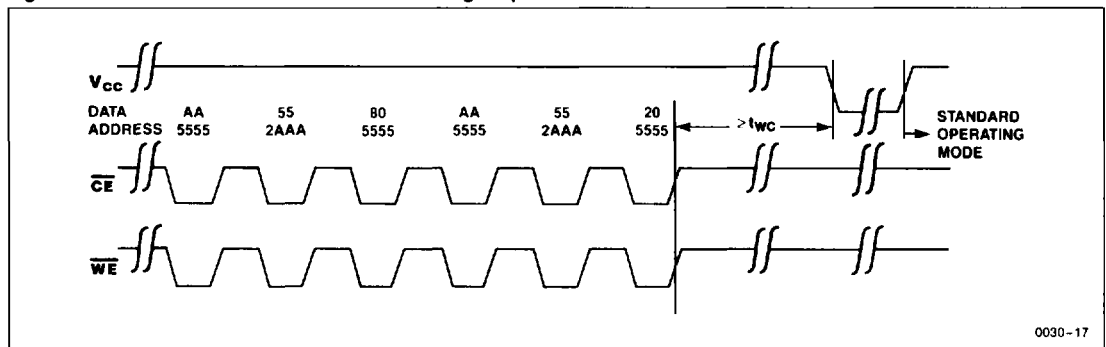 VCC
DATA AA 55 80 AA 55 20
ADDRESS 5555 2AAA 5555 5555 2AAA 5555
≥tWC
STANDARD
OPERATING
MODE
CE
WE
0030-17